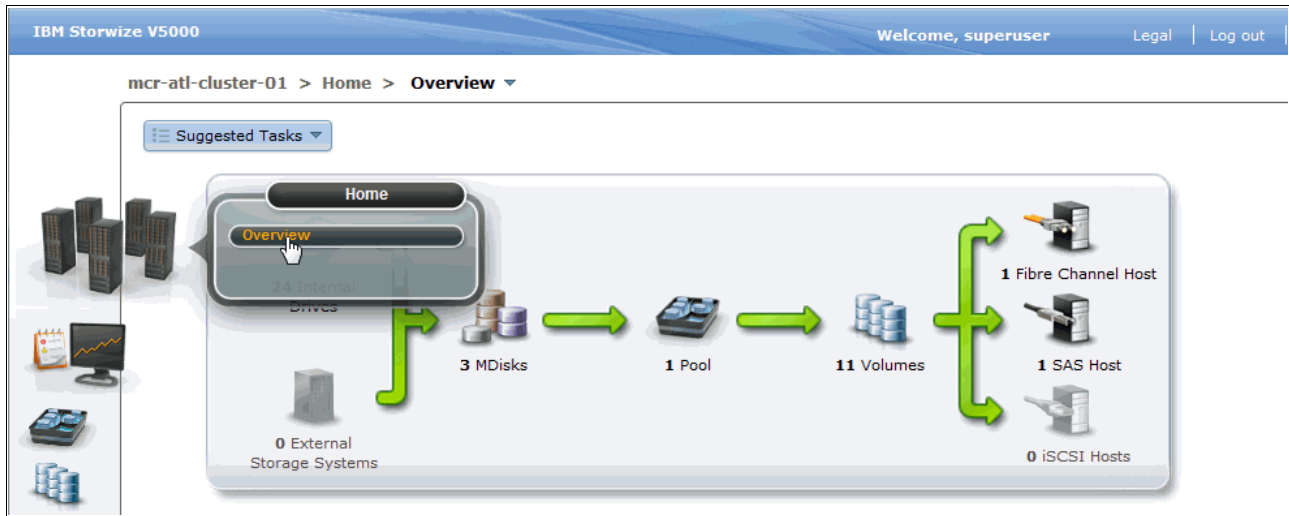 IBM Storwize V5000
Welcome, superuser
Legal
Log out
mcr-atl-cluster-01 > Home > Overview
Suggested Tasks
Home
Overview
24 Internal
Drives
0 External
Storage Systems
3 MDisks
1 Pool
11 Volumes
1 Fibre Channel Host
1 SAS Host
0 iSCSI Hosts